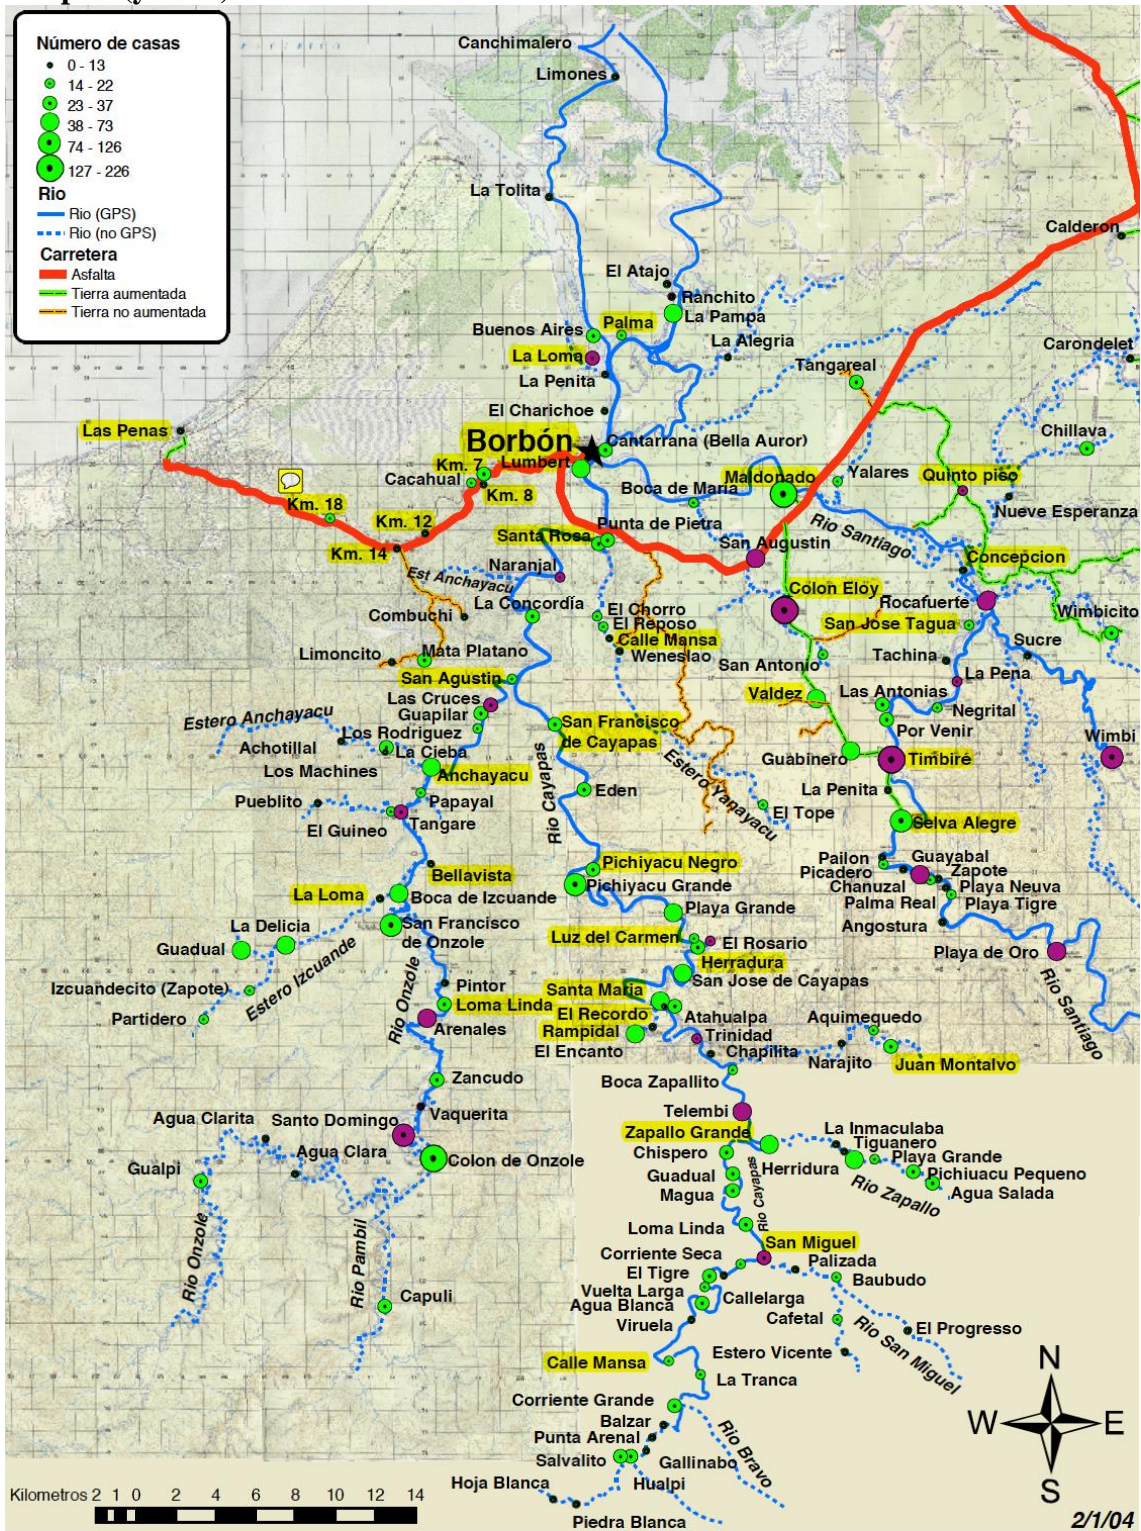 Número de casas
0 - 13
14 - 22
23 - 37
38 - 73
74 - 126
127 - 226
Rio
Rio (GPS)
Rio (no GPS)
Carretera
Asfalta
Tierra aumentada
Tierra no aumentada
Canchimalero
Limones
La Tolita
Calderon
El Atajo
Ranchito
La Pampa
Buenos Aires
Palma
La Alegria
Carondelet
La Loma
La Penita
Tangareal
El Charichoe
Las Penas
Borbón
Cantarrana (Bella Auror)
Chillava
Km. 7
Lumbert
Cacahual
Km. 8
Maldonado
Yalares
Quinto piso
Boca de Maria
Nueve Esperanza
Km. 18
Km. 12
Punta de Pietra
Rio Santiago
Santa Rosa
San Augustin
Km. 14
Naranjal
Concepcion
Est Anchayacu
Colon Eloy
Rocafuerte
La Concordía
Combuchi
El Chorro
San Jose Tagua
Wimbicito
El Reposo
Calle Mansa
Sucre
Limoncito
Mata Platano
Weneslao
San Antonio
Tachina
San Agustin
La Pena
Las Cruces
Valdez
Las Antonias
Guapilar
Negrital
Estero Anchayacu
San Francisco
de Cayapas
Los Rodriguez
Por Venir
Achotillal
La Cieba
Wimbi
Los Machines
Anchayacu
Guabinero
Timbiré
Rio Cayapas
Estero Yanayacu
Pueblito
Papayal
Eden
La Penita
El Guineo
Tangare
El Tope
Selva Alegre
Pailon
Guayabal
Bellavista
Pichiyacu Negro
Picadero
Zapote
La Loma
Boca de Izcuande
Pichiyacu Grande
Chanuzal
Playa Neuva
Palma Real
Playa Tigre
La Delicia
San Francisco
de Onzole
Playa Grande
Angostura
Guadual
Luz del Carmen
El Rosario
Playa de Oro
Herradura
Estero Izcuande
Izcuandecito (Zapote)
Pintor
San Jose de Cayapas
Rio Onzole
Loma Linda
Santa Maria
Rio Santiago
Partidero
Arenales
El Recordo
Atahualpa
Aquimequedo
Rampidal
Trinidad
El Encanto
Chapilita
Narajito
Juan Montalvo
Zancudo
Boca Zapallito
Agua Clarita
Santo Domingo
Vaquerita
Telembi
Zapallo Grande
La Inmaculaba
Tiguanero
Agua Clara
Chispero
Playa Grande
Gualpi
Colon de Onzole
Herridura
Guadual
Pichiuacu Pequeno
Magua
Rio Cayapas
Rio Zapallo
Agua Salada
Rio Onzole
Rio Pambil
Loma Linda
San Miguel
Corriente Seca
Palizada
El Tigre
Baubudo
Vuelta Larga
Callelarga
Capuli
Agua Blanca
Cafetal
Viruela
El Progresso
Rio San Miguel
Calle Mansa
Estero Vicente
La Tranca
Corriente Grande
Balzar
Rio Bravo
Punta Arenal
Gallinabo
Salvalito
Hualpi
Hoja Blanca
Piedra Blanca
N
W E
S
Kilometros 2 1 0 2 4 6 8 10 12 14
2/1/04